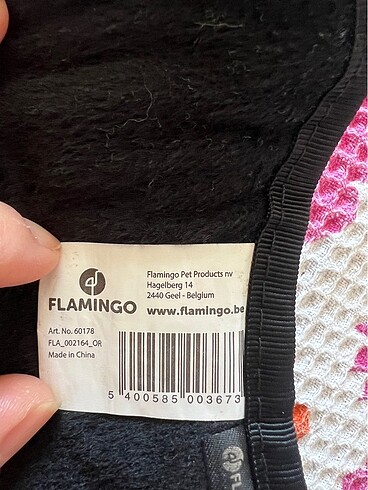 FLAMINGO
Flamingo Pet Products nv
Hagelberg 14
2440 Geel - Belgium
www.flamingo.be
Art. No. 60178
FLA_002164_OR
Made in China
5 400585 003673
FL